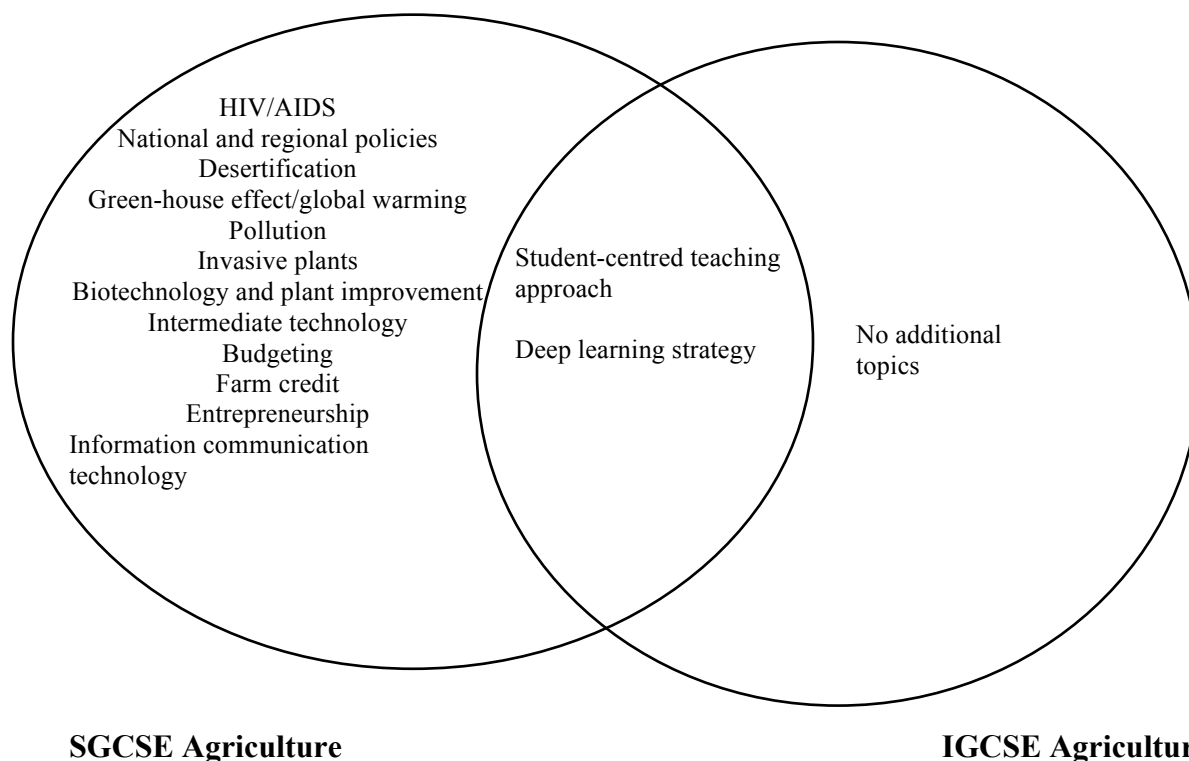 HIV/AIDS
National and regional policies
Desertification
Green-house effect/global warming
Pollution
Invasive plants
Biotechnology and plant improvement
Intermediate technology
Budgeting
Farm credit
Entrepreneurship
Information communication
technology
Student-centred teaching
approach
Deep learning strategy
No additional
topics
SGCSE Agriculture
IGCSE Agricultur